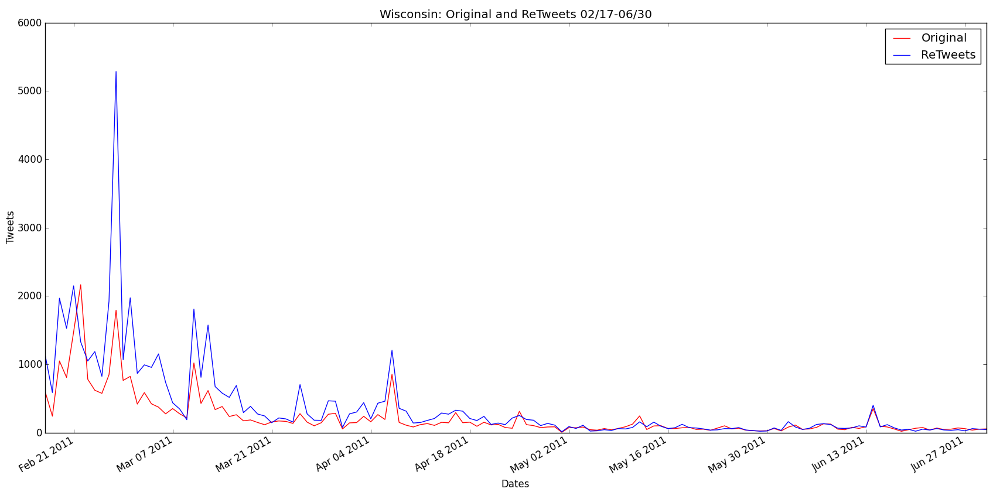 Wisconsin: Original and ReTweets 02/17-06/30
Original
ReTweets
6000
5000
4000
3000
2000
1000
0
Tweets
Feb 21 2011
Mar 07 2011
Mar 21 2011
Apr 04 2011
Apr 18 2011
May 02 2011
May 16 2011
May 30 2011
Jun 13 2011
Jun 27 2011
Dates